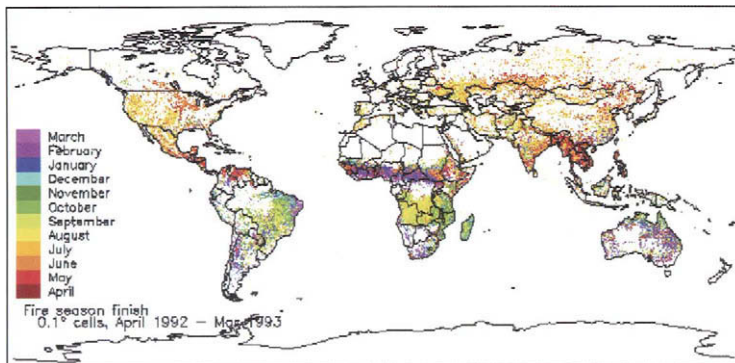 March
February
January
December
November
October
September
August
July
June
May
April
Fire season finish
0.1° cells, April 1992 – Mar 1993